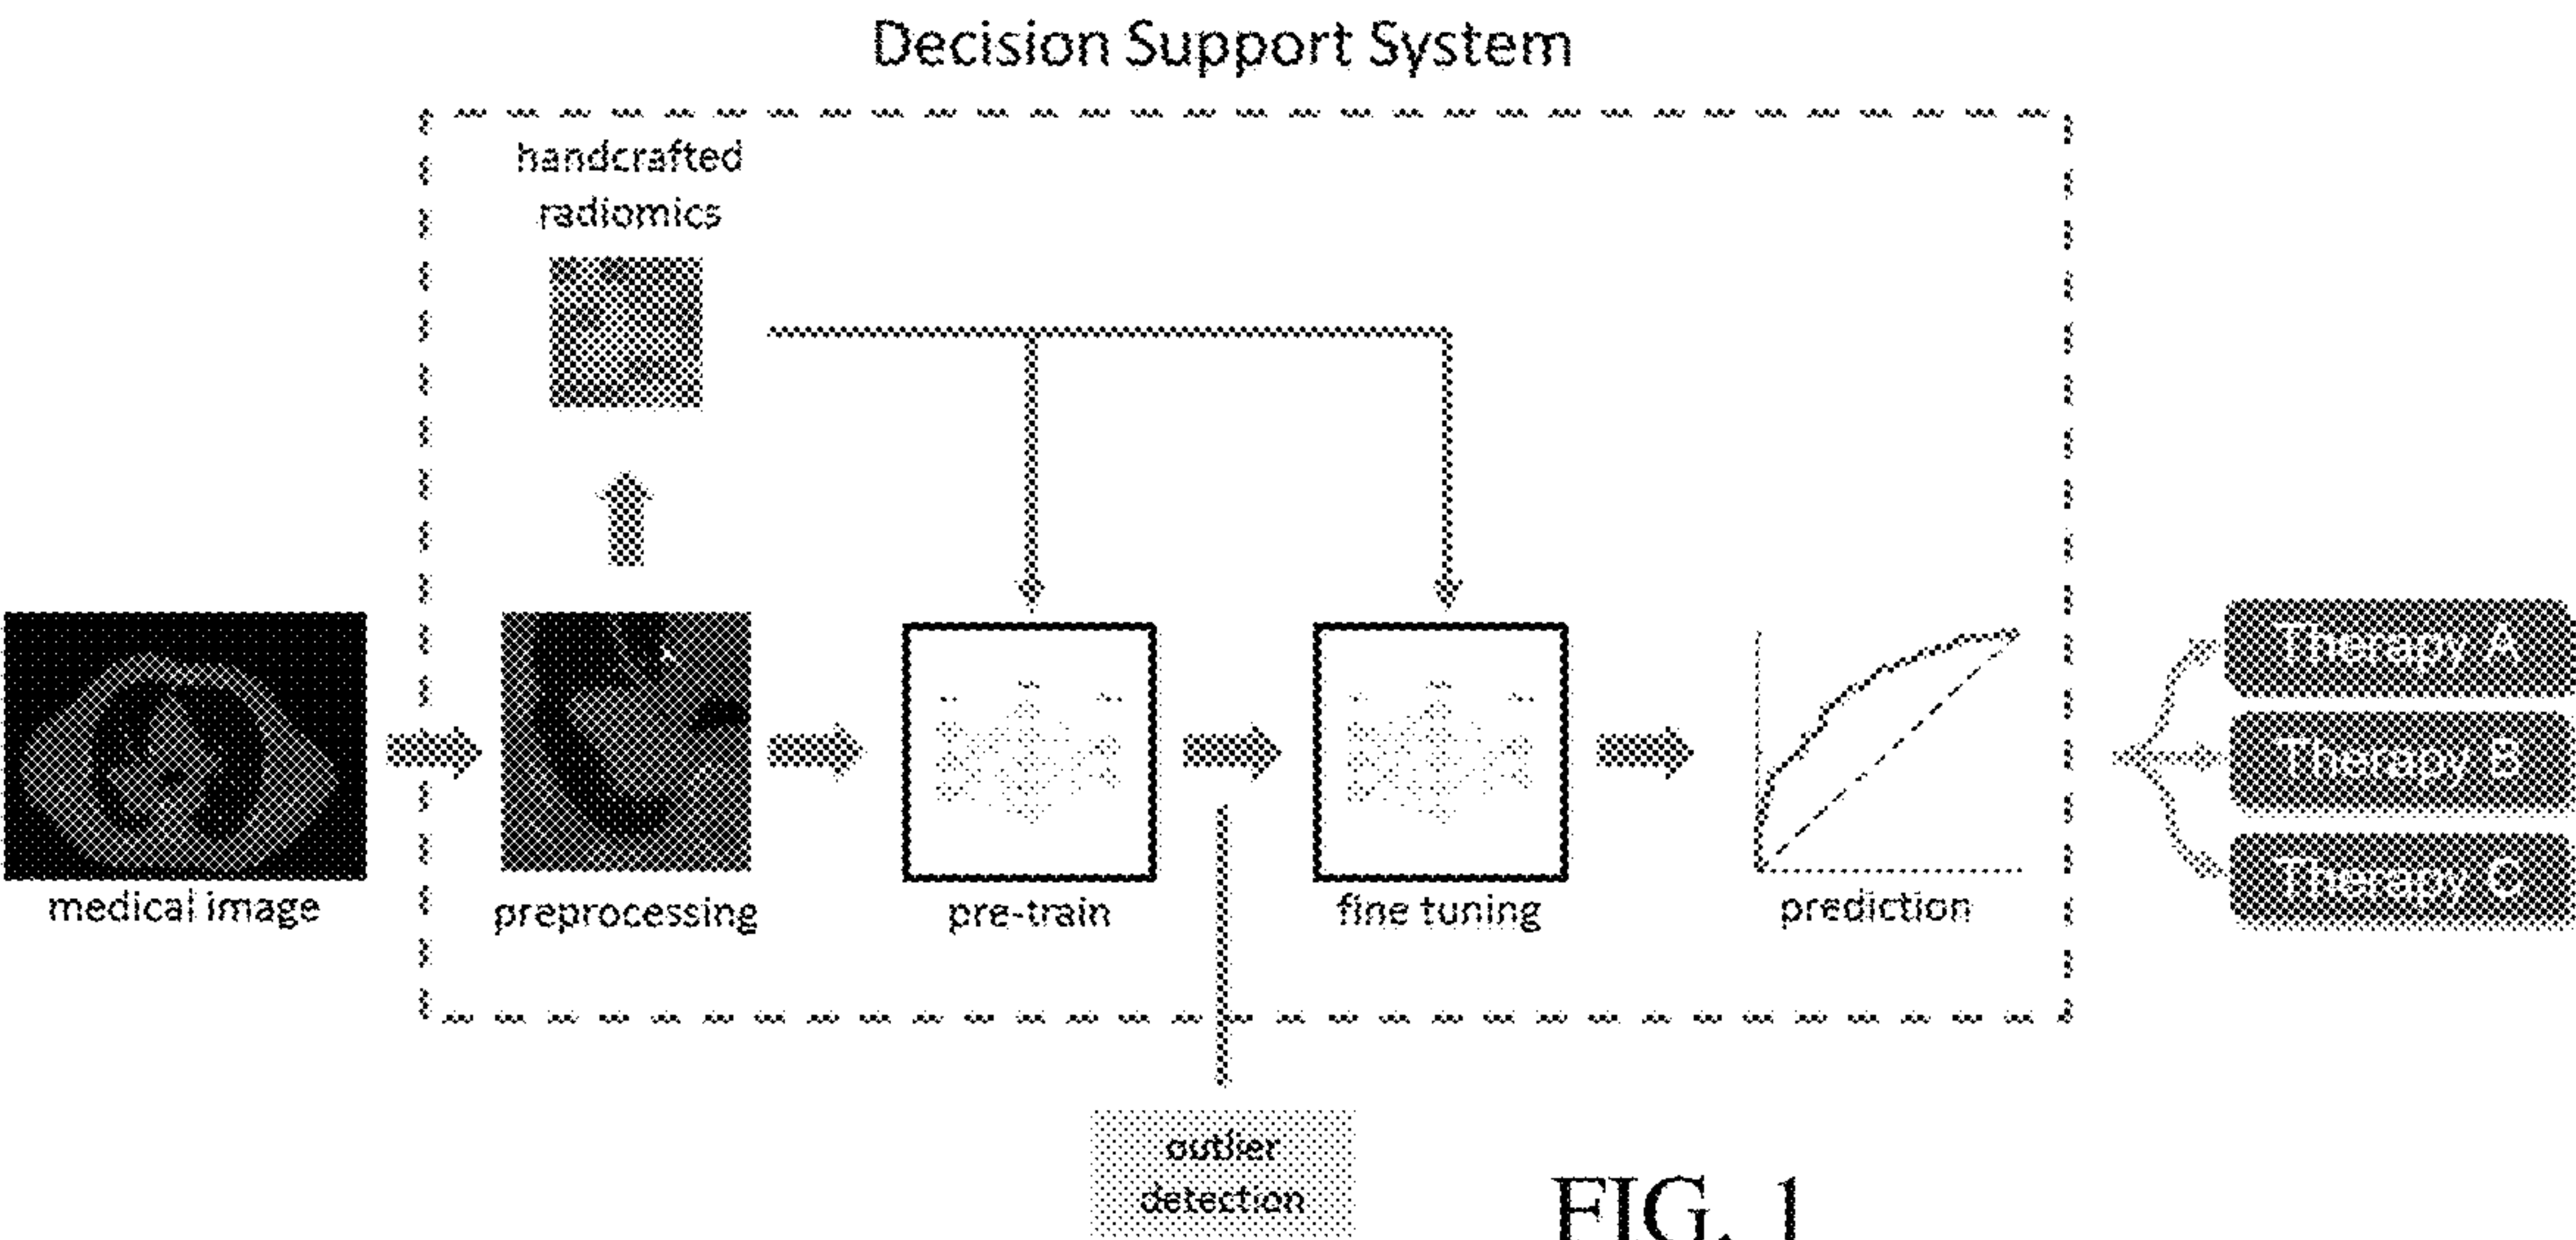 Decision Support System
handcrafted
radiomics
Therapy A
Therapy B
Therapy C
medical image
preprocessing
pre-train
fine tuning
prediction
outlier
detection
FIG. 1